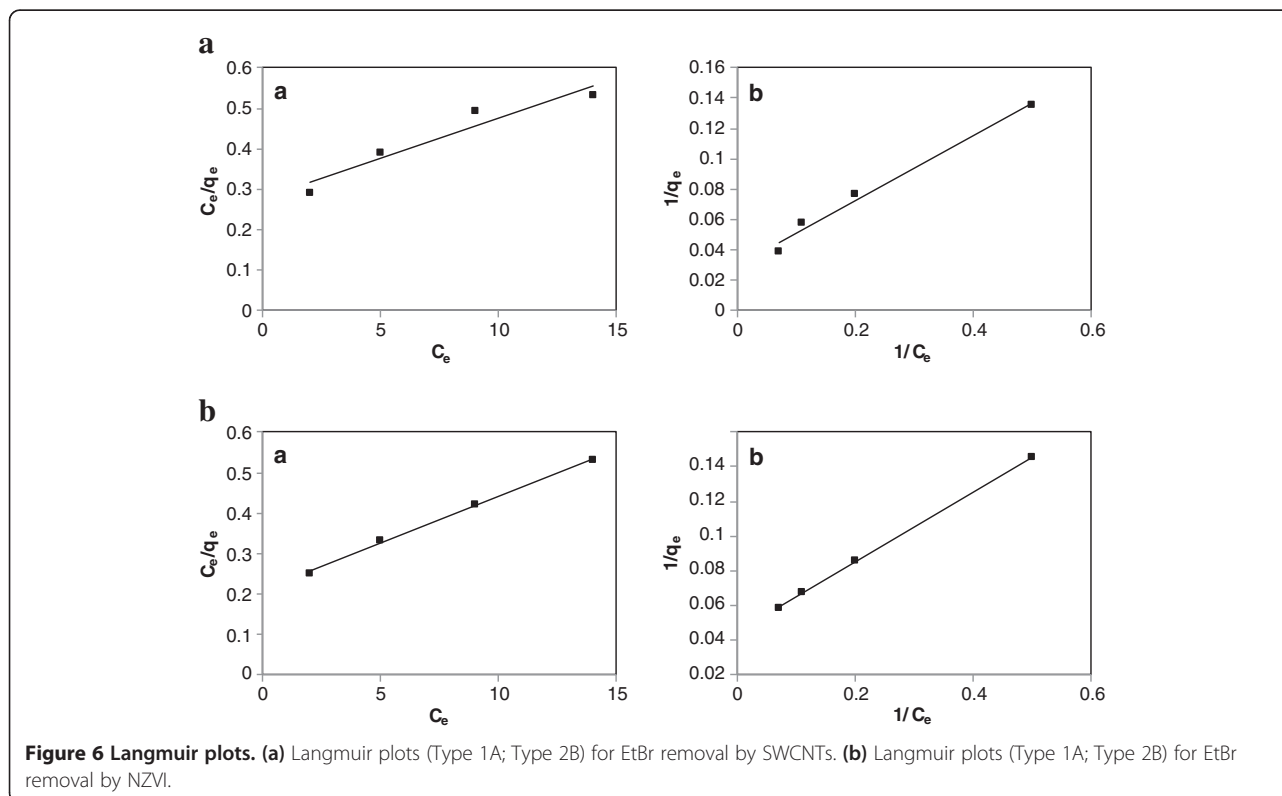 a
a
0.6
0.5
0.4
0.3
0.2
0.1
0
0 5 10 15
Ce/qe
Ce
b
0.16
0.14
0.12
0.1
0.08
0.06
0.04
0.02
0
0 0.2 0.4 0.6
1/qe
1/ Ce
b
a
0.6
0.5
0.4
0.3
0.2
0.1
0
0 5 10 15
Ce/qe
Ce
b
0.14
0.12
0.1
0.08
0.06
0.04
0.02
0 0.2 0.4 0.6
1/qe
1/ Ce
Figure 6 Langmuir plots. (a) Langmuir plots (Type 1A; Type 2B) for EtBr removal by SWCNTs. (b) Langmuir plots (Type 1A; Type 2B) for EtBr
removal by NZVI.